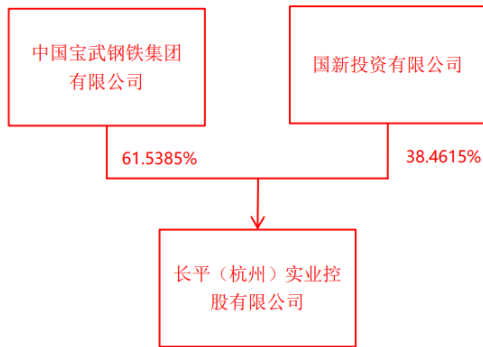 中国宝武钢铁集团
有限公司
国新投资有限公司
61.5385%
38.4615%
长平（杭州）实业控
股有限公司